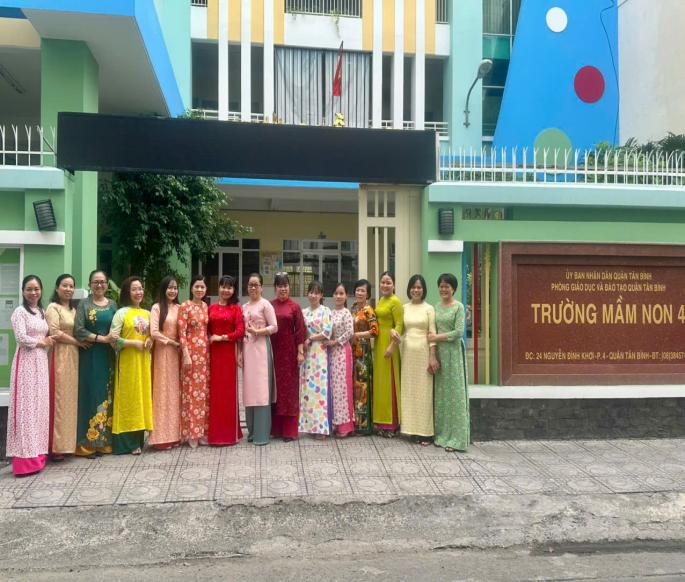 ỦY BAN NHÂN DÂN QUẬN TÂN BÌNH
PHÒNG GIÁO DỤC VÀ ĐÀO TẠO QUẬN TÂN BÌNH
TRƯỜNG MẦM NON 4
ĐC: 24 NGUYỄN ĐÌNH KHƠI-P.4-QUẬN TÂN BÌNH-ĐT: